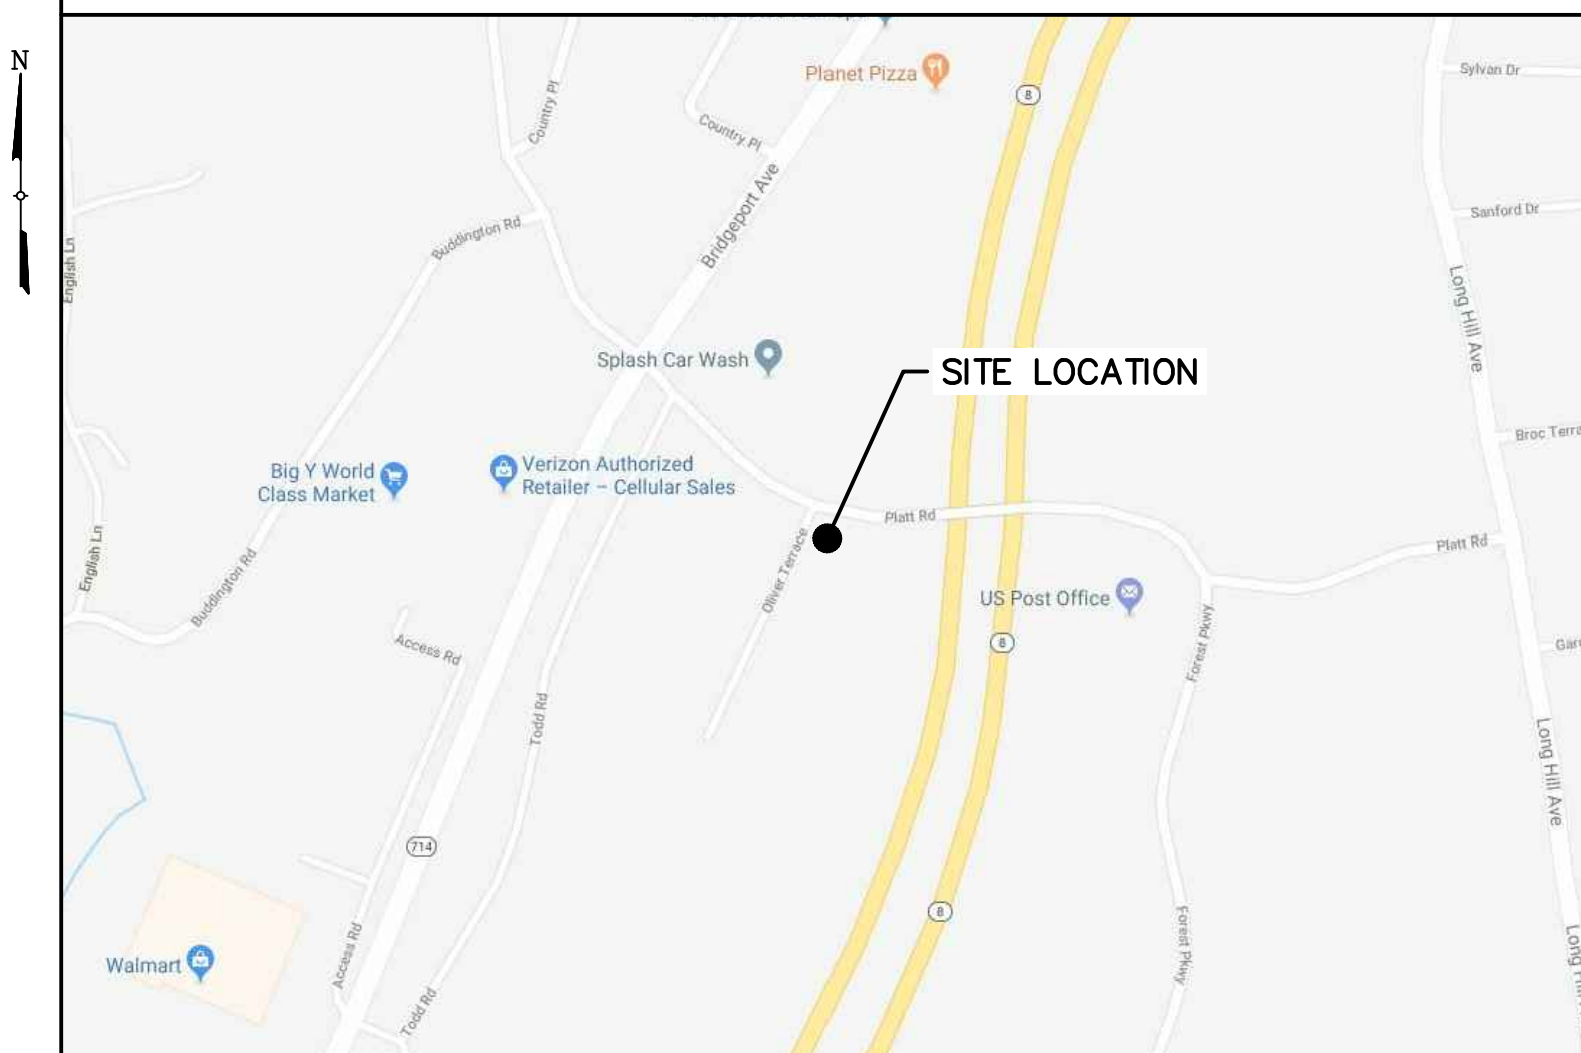 N
Planet Pizza
8
Sylvan Dr
Country Pl
Country Pl
Bridgeport Ave
Sanford Dr
Buddington Rd
English Ln
Long Hill Ave
Splash Car Wash
SITE LOCATION
Broc Terra
Big Y World
Class Market
Verizon Authorized
Retailer – Cellular Sales
Platt Rd
Platt Rd
English Ln
Buddington Rd
Oliver Terrace
US Post Office
Access Rd
8
Forest Pkwy
Gard
Todd Rd
Long Hill Ave
714
8
Forest Pkwy
Access Rd
Walmart
Todd Rd
Long